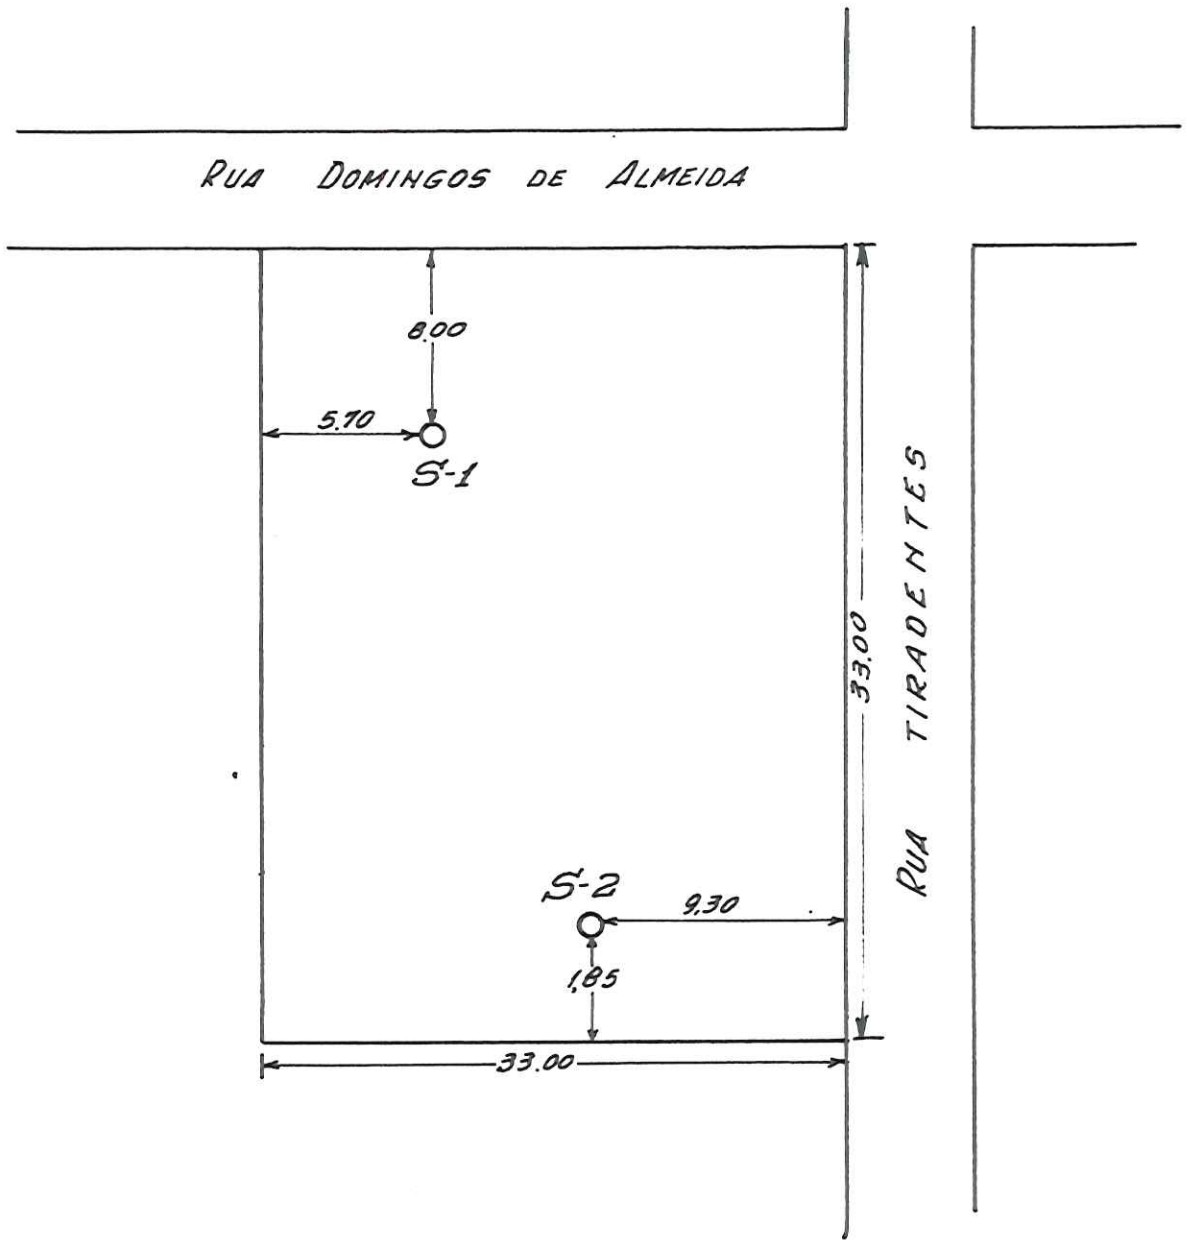 RUA DOMINGOS DE ALMEIDA
8.00
5.70
S-1
RUA TIRADENTES
33.00
S-2
9.30
1.85
33.00